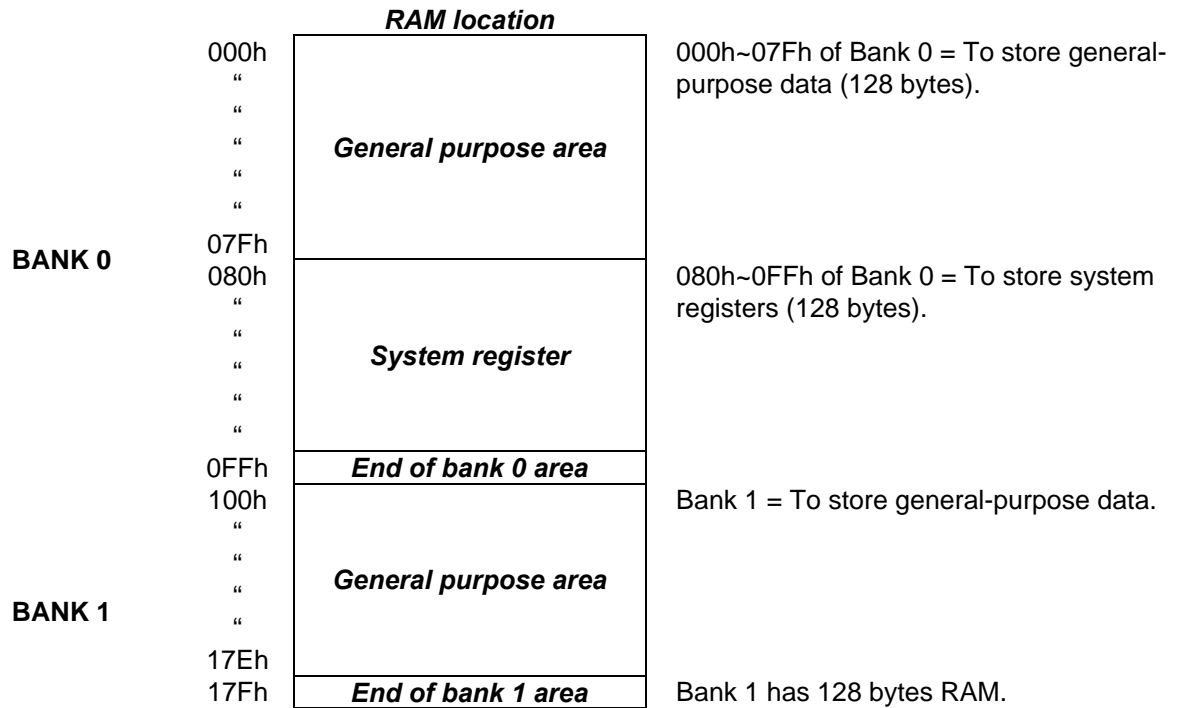 RAM location
000h
“
“
“
“
“
07Fh
General purpose area
000h~07Fh of Bank 0 = To store general-
purpose data (128 bytes).
BANK 0
080h
“
“
“
“
“
System register
080h~0FFh of Bank 0 = To store system
registers (128 bytes).
0FFh End of bank 0 area
100h
“
“
“
“
17Eh
General purpose area
Bank 1 = To store general-purpose data.
BANK 1
17Fh End of bank 1 area Bank 1 has 128 bytes RAM.